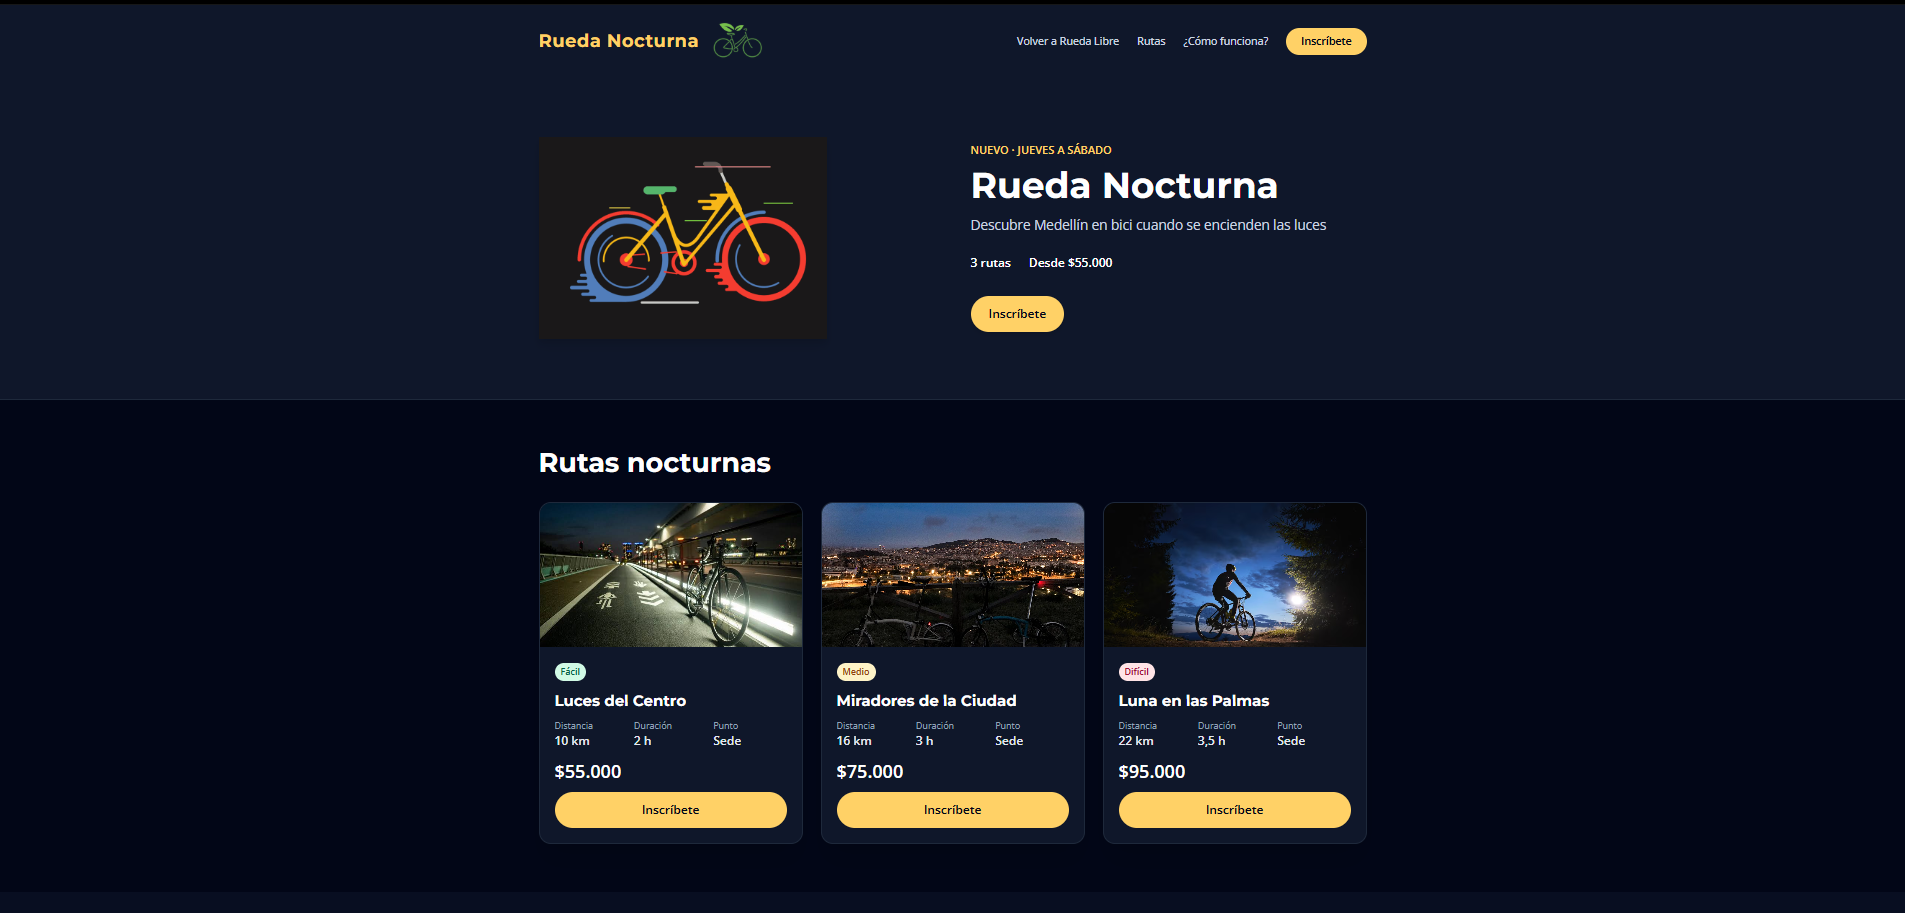 Rueda Nocturna
Volver a Rueda Libre Rutas ¿Cómo funciona? Inscríbete
NUEVO · JUEVES A SÁBADO
Rueda Nocturna
Descubre Medellín en bici cuando se encienden las luces
3 rutas Desde $55.000
Inscríbete
Rutas nocturnas
Fácil
Luces del Centro
Distancia Duración Punto
10 km 2 h Sede
$55.000
Inscríbete
Medio
Miradores de la Ciudad
Distancia Duración Punto
16 km 3 h Sede
$75.000
Inscríbete
Difícil
Luna en las Palmas
Distancia Duración Punto
22 km 3,5 h Sede
$95.000
Inscríbete